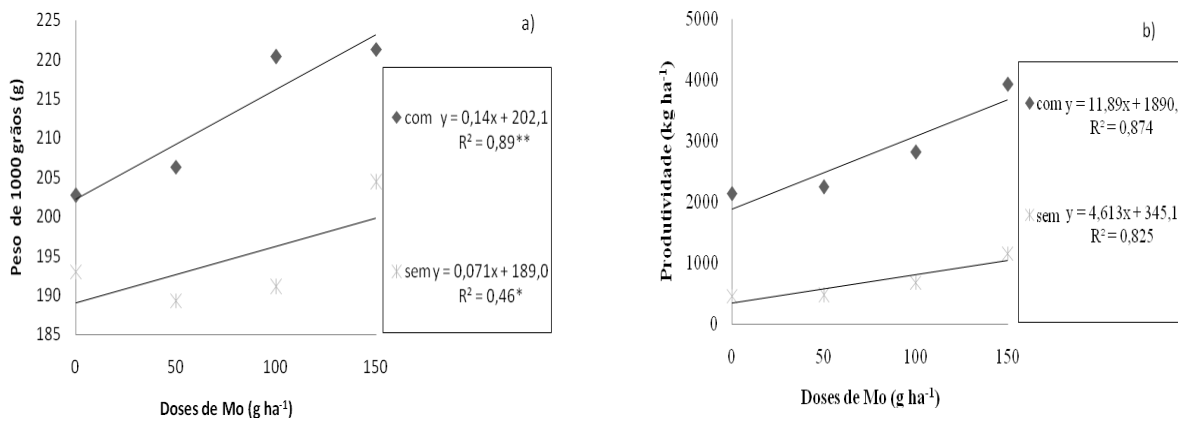 a)
Peso de 1000 grãos (g)
225
220
215
210
205
200
195
190
185
0 50 100 150
Doses de Mo (g ha⁻¹)
com y = 0,14x + 202,1
R² = 0,89**
sem y = 0,071x + 189,0
R² = 0,46*
b)
Produtividade (kg ha⁻¹)
5000
4000
3000
2000
1000
0
0 50 100 150
Doses de Mo (g ha⁻¹)
com y = 11,89x + 1890,
R² = 0,874
sem y = 4,613x + 345,1
R² = 0,825